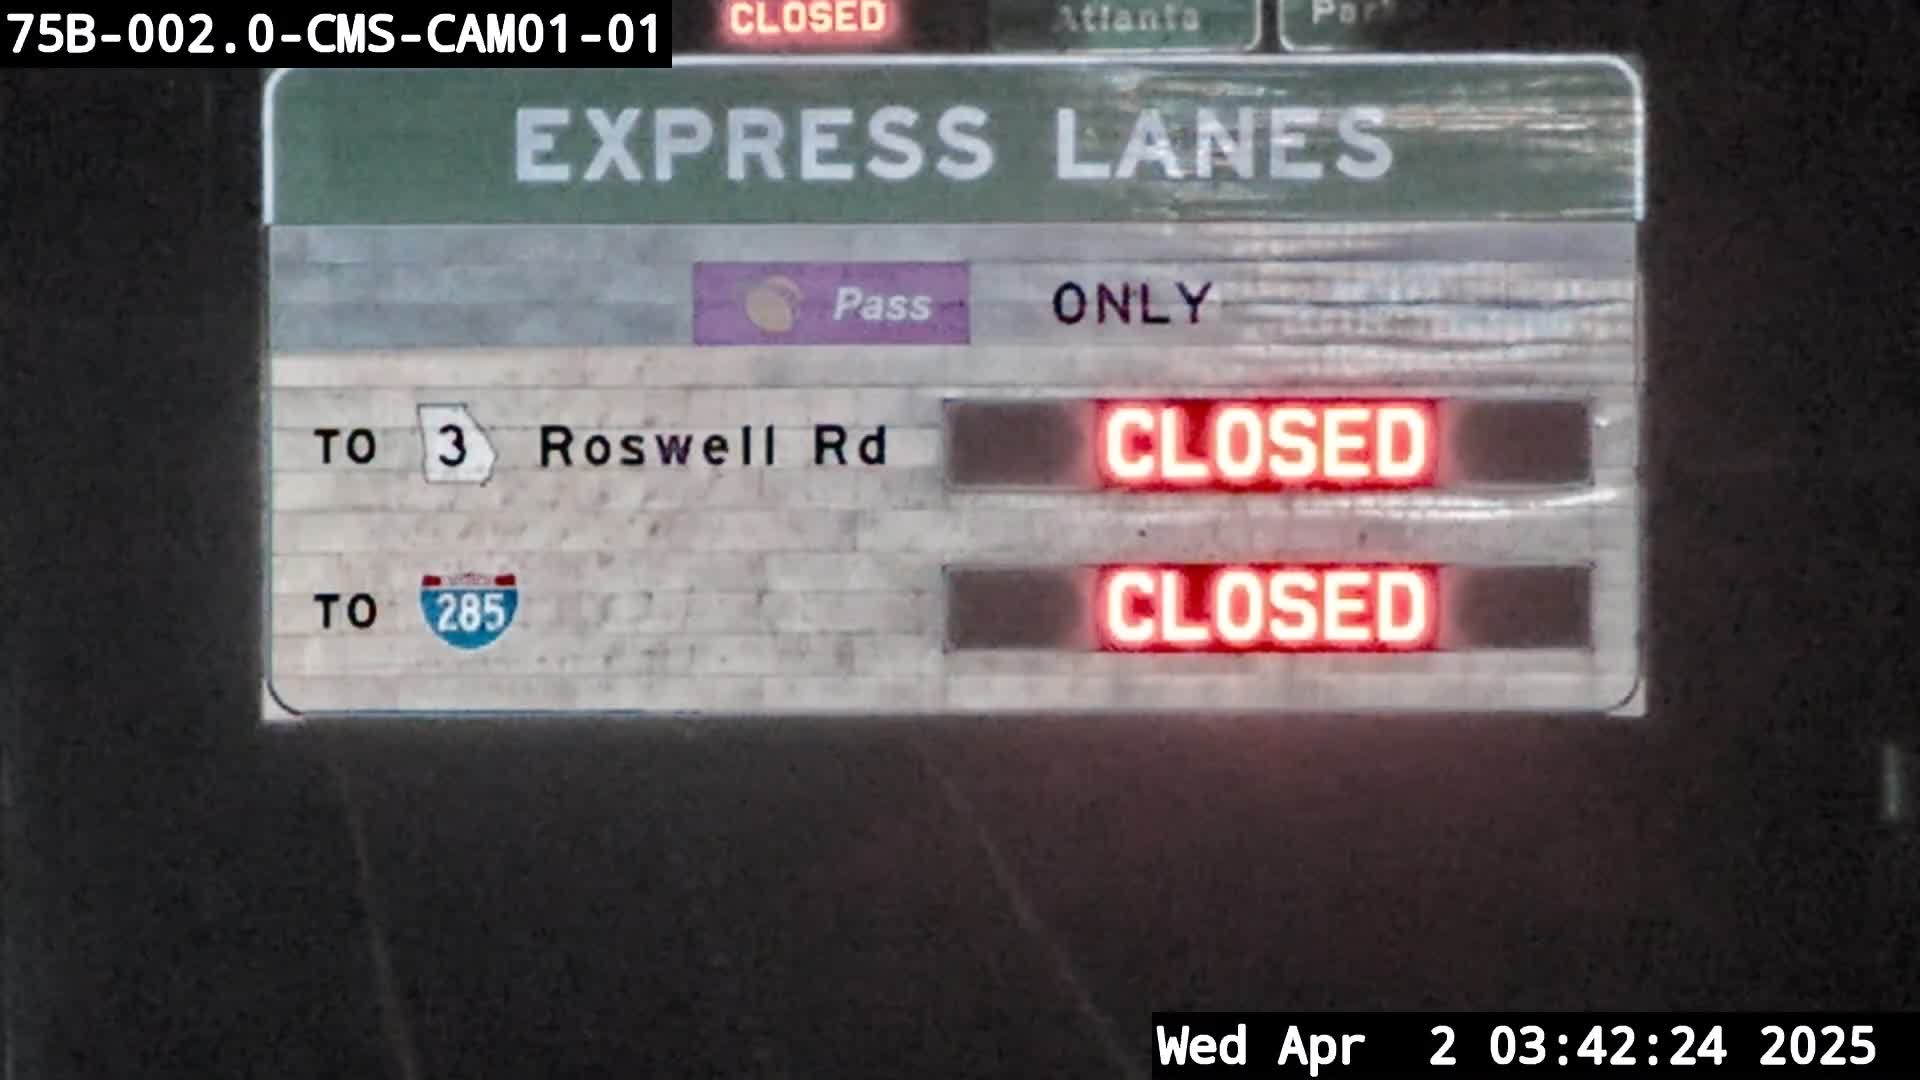 75B-002.0-CMS-CAM01-01
CLOSED
Atlanta
EXPRESS LANES
Pass ONLY
TO 3 Roswell Rd CLOSED
TO 285 CLOSED
Wed Apr 2 03:42:24 2025